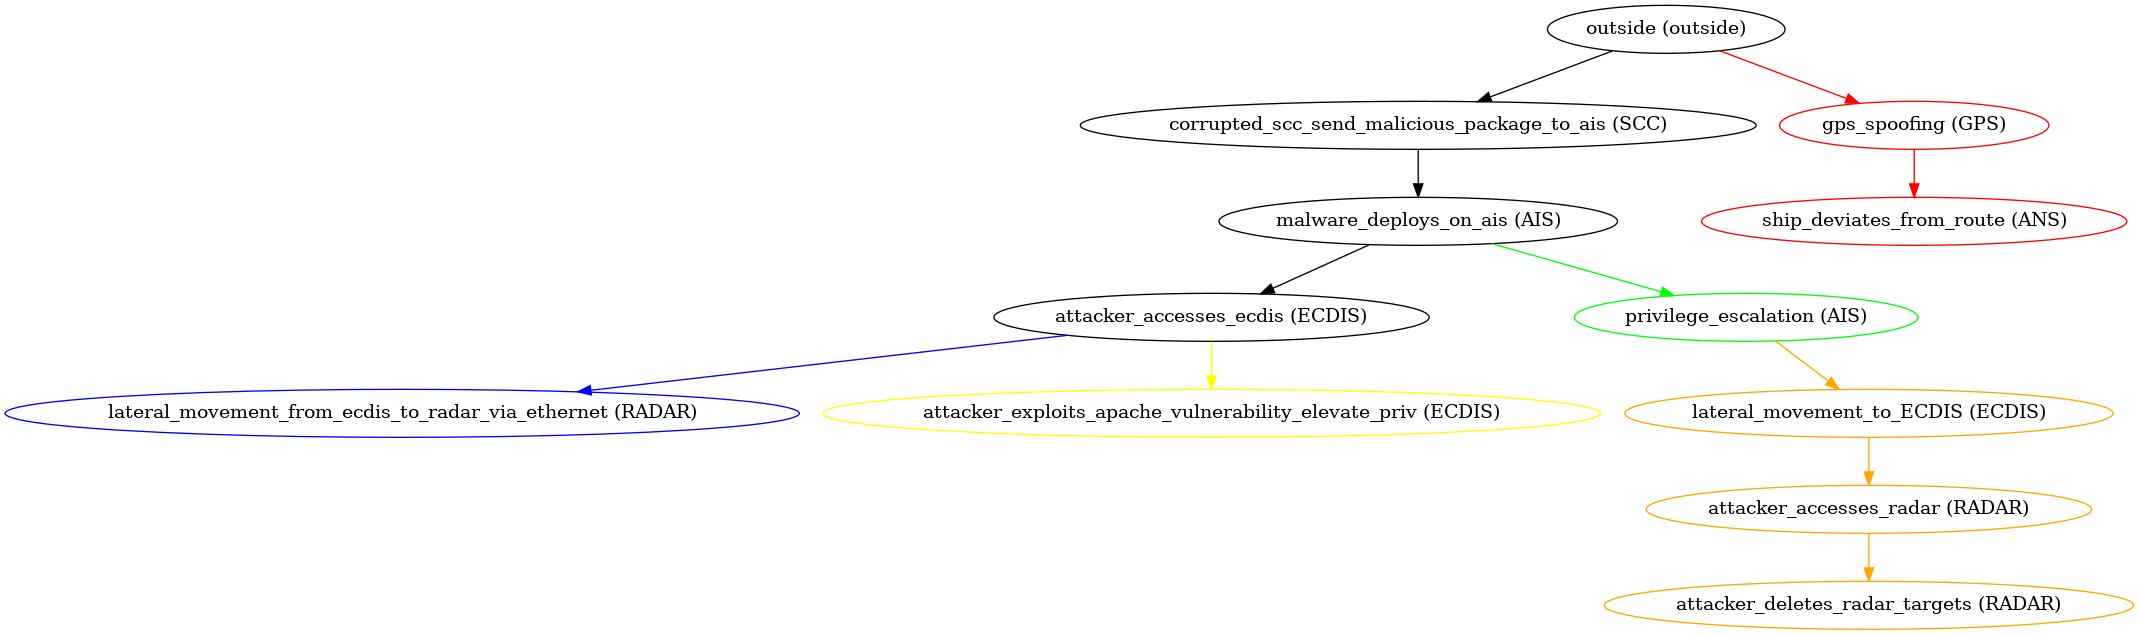 outside (outside)
corrupted_scc_send_malicious_package_to_ais (SCC)
gps_spoofing (GPS)
malware_deploys_on_ais (AIS)
ship_deviates_from_route (ANS)
attacker_accesses_ecdis (ECDIS)
privilege_escalation (AIS)
lateral_movement_from_ecdis_to_radar_via_ethernet (RADAR)
attacker_exploits_apache_vulnerability_elevate_priv (ECDIS)
lateral_movement_to_ECDIS (ECDIS)
attacker_accesses_radar (RADAR)
attacker_deletes_radar_targets (RADAR)